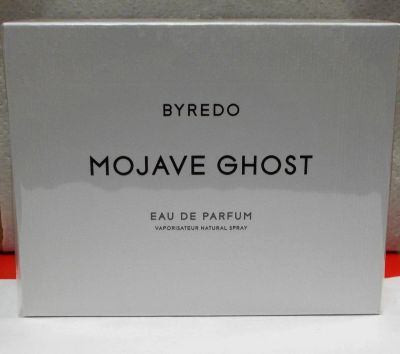 BYREDO
MOJAVE GHOST
EAU DE PARFUM
VAPORISATEUR NATURAL SPRAY